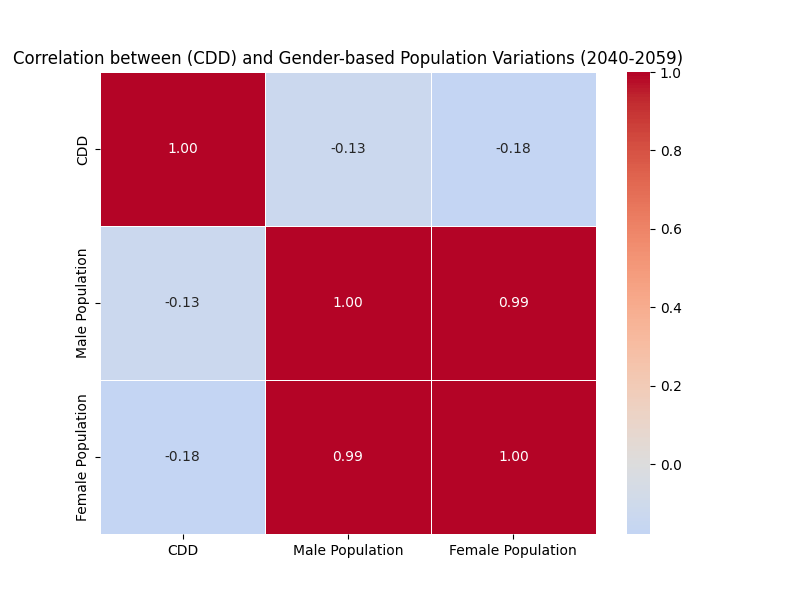 Correlation between (CDD) and Gender-based Population Variations (2040-2059)
CDD
1.00
-0.13
-0.18
Male Population
-0.13
1.00
0.99
Female Population
-0.18
0.99
1.00
CDD
Male Population
Female Population
1.0
0.8
0.6
0.4
0.2
0.0